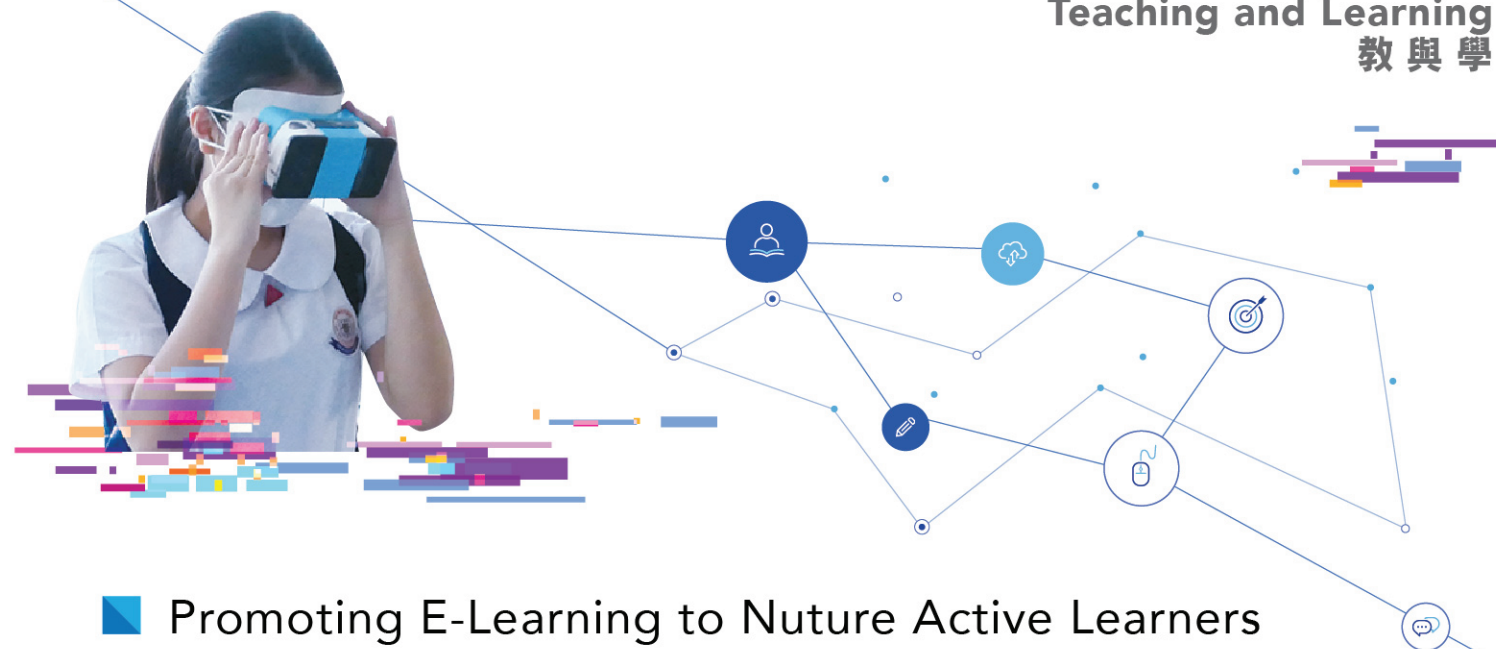 Teaching and Learning
教與學
Promoting E-Learning to Nuture Active Learners